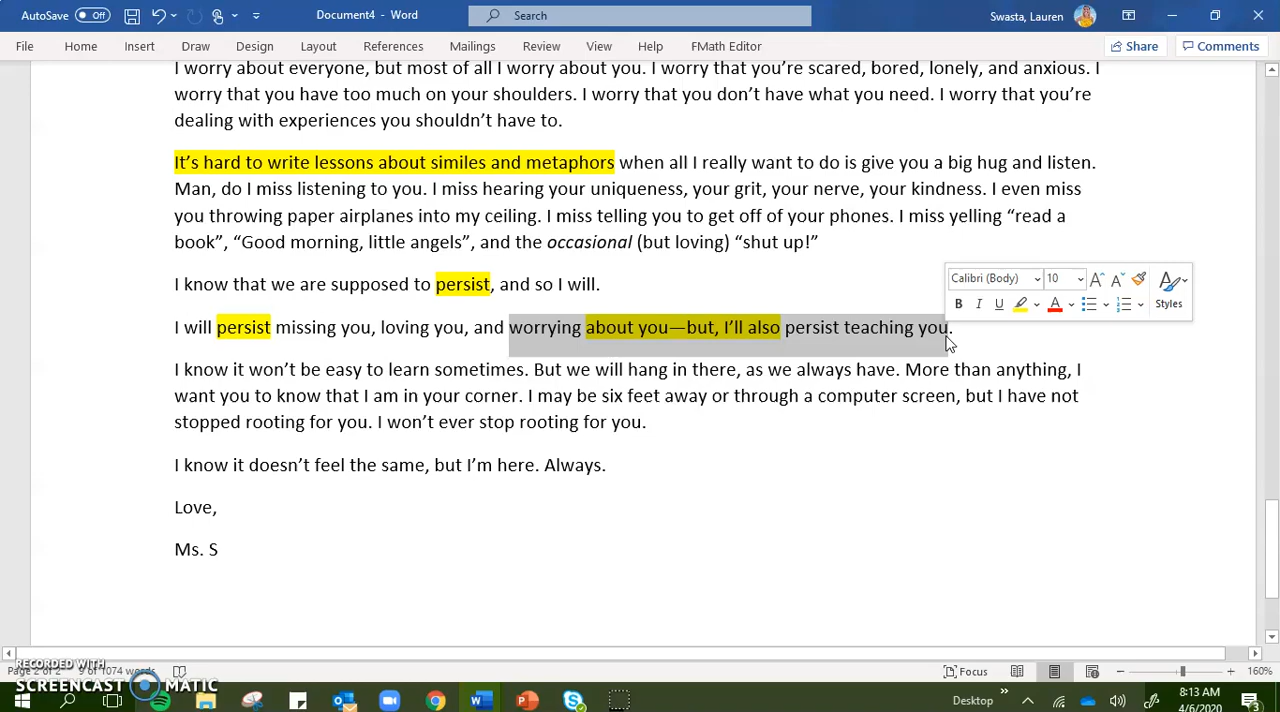 AutoSave Off Document4 - Word Search Swasta, Lauren
File Home Insert Draw Design Layout References Mailings Review View Help FMath Editor Share Comments
I worry about everyone, but most of all I worry about you. I worry that you're scared, bored, lonely, and anxious. I
worry that you have too much on your shoulders. I worry that you don't have what you need. I worry that you're
dealing with experiences you shouldn't have to.
It's hard to write lessons about similes and metaphors when all I really want to do is give you a big hug and listen.
Man, do I miss listening to you. I miss hearing your uniqueness, your grit, your nerve, your kindness. I even miss
you throwing paper airplanes into my ceiling. I miss telling you to get off of your phones. I miss yelling “read a
book”, “Good morning, little angels”, and the occasional (but loving) “shut up!”
I know that we are supposed to persist, and so I will.
Calibri (Body) 10
B I U A Styles
I will persist missing you, loving you, and worrying about you—but, I'll also persist teaching you.
I know it won't be easy to learn sometimes. But we will hang in there, as we always have. More than anything, I
want you to know that I am in your corner. I may be six feet away or through a computer screen, but I have not
stopped rooting for you. I won't ever stop rooting for you.
I know it doesn't feel the same, but I'm here. Always.
Love,
Ms. S
RECORDED WITH
Page 2 of 2 9 of 1074 words Focus 160%
SCREENCAST MATIC
Desktop 8:13 AM
4/6/2020 3